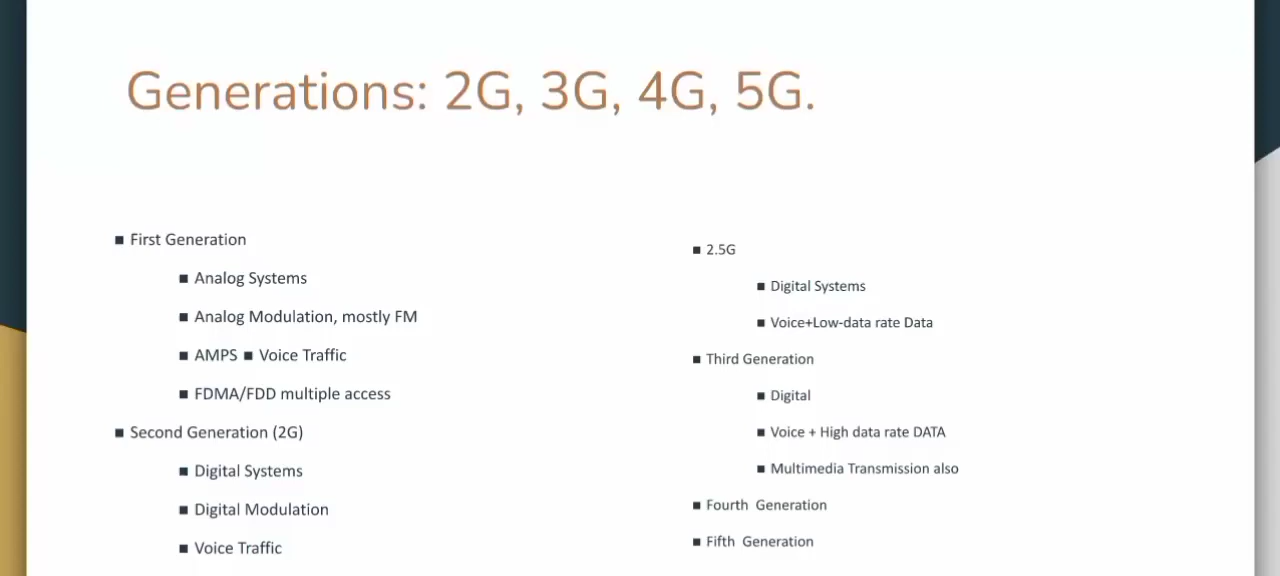 Generations: 2G, 3G, 4G, 5G.
■ First Generation
■ Analog Systems
■ Analog Modulation, mostly FM
■ AMPS ■ Voice Traffic
■ FDMA/FDD multiple access
■ Second Generation (2G)
■ Digital Systems
■ Digital Modulation
■ Voice Traffic
■ 2.5G
■ Digital Systems
■ Voice+Low-data rate Data
■ Third Generation
■ Digital
■ Voice + High data rate DATA
■ Multimedia Transmission also
■ Fourth Generation
■ Fifth Generation